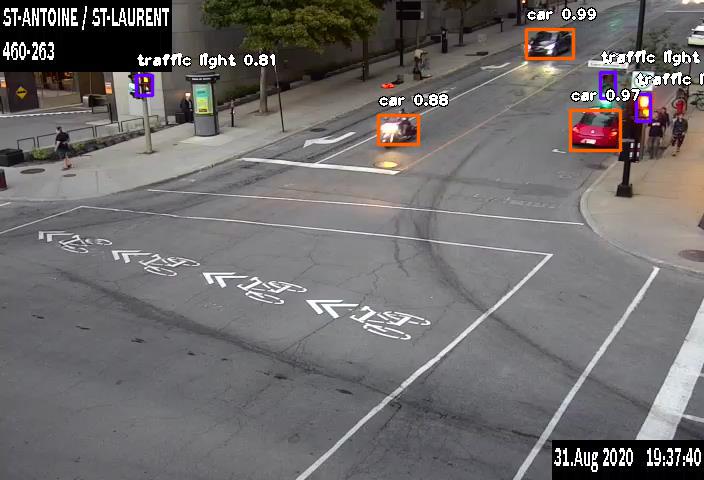 ST-ANTOINE / ST-LAURENT
460-263
car 0.99
traffic light 0.81
traffic light
traffic l
car 0.88
car 0.97
31.Aug 2020 19:37:40